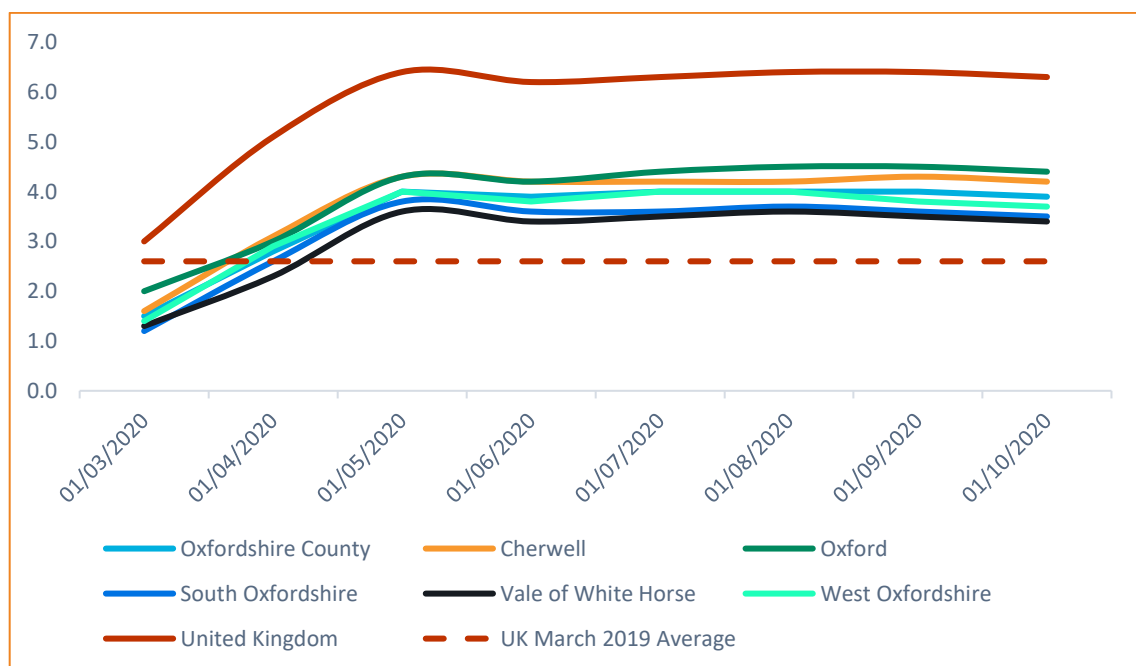 7.0
6.0
5.0
4.0
3.0
2.0
1.0
0.0
01/03/2020
01/04/2020
01/05/2020
01/06/2020
01/07/2020
01/08/2020
01/09/2020
01/10/2020
Oxfordshire County
Cherwell
Oxford
South Oxfordshire
Vale of White Horse
West Oxfordshire
United Kingdom
UK March 2019 Average